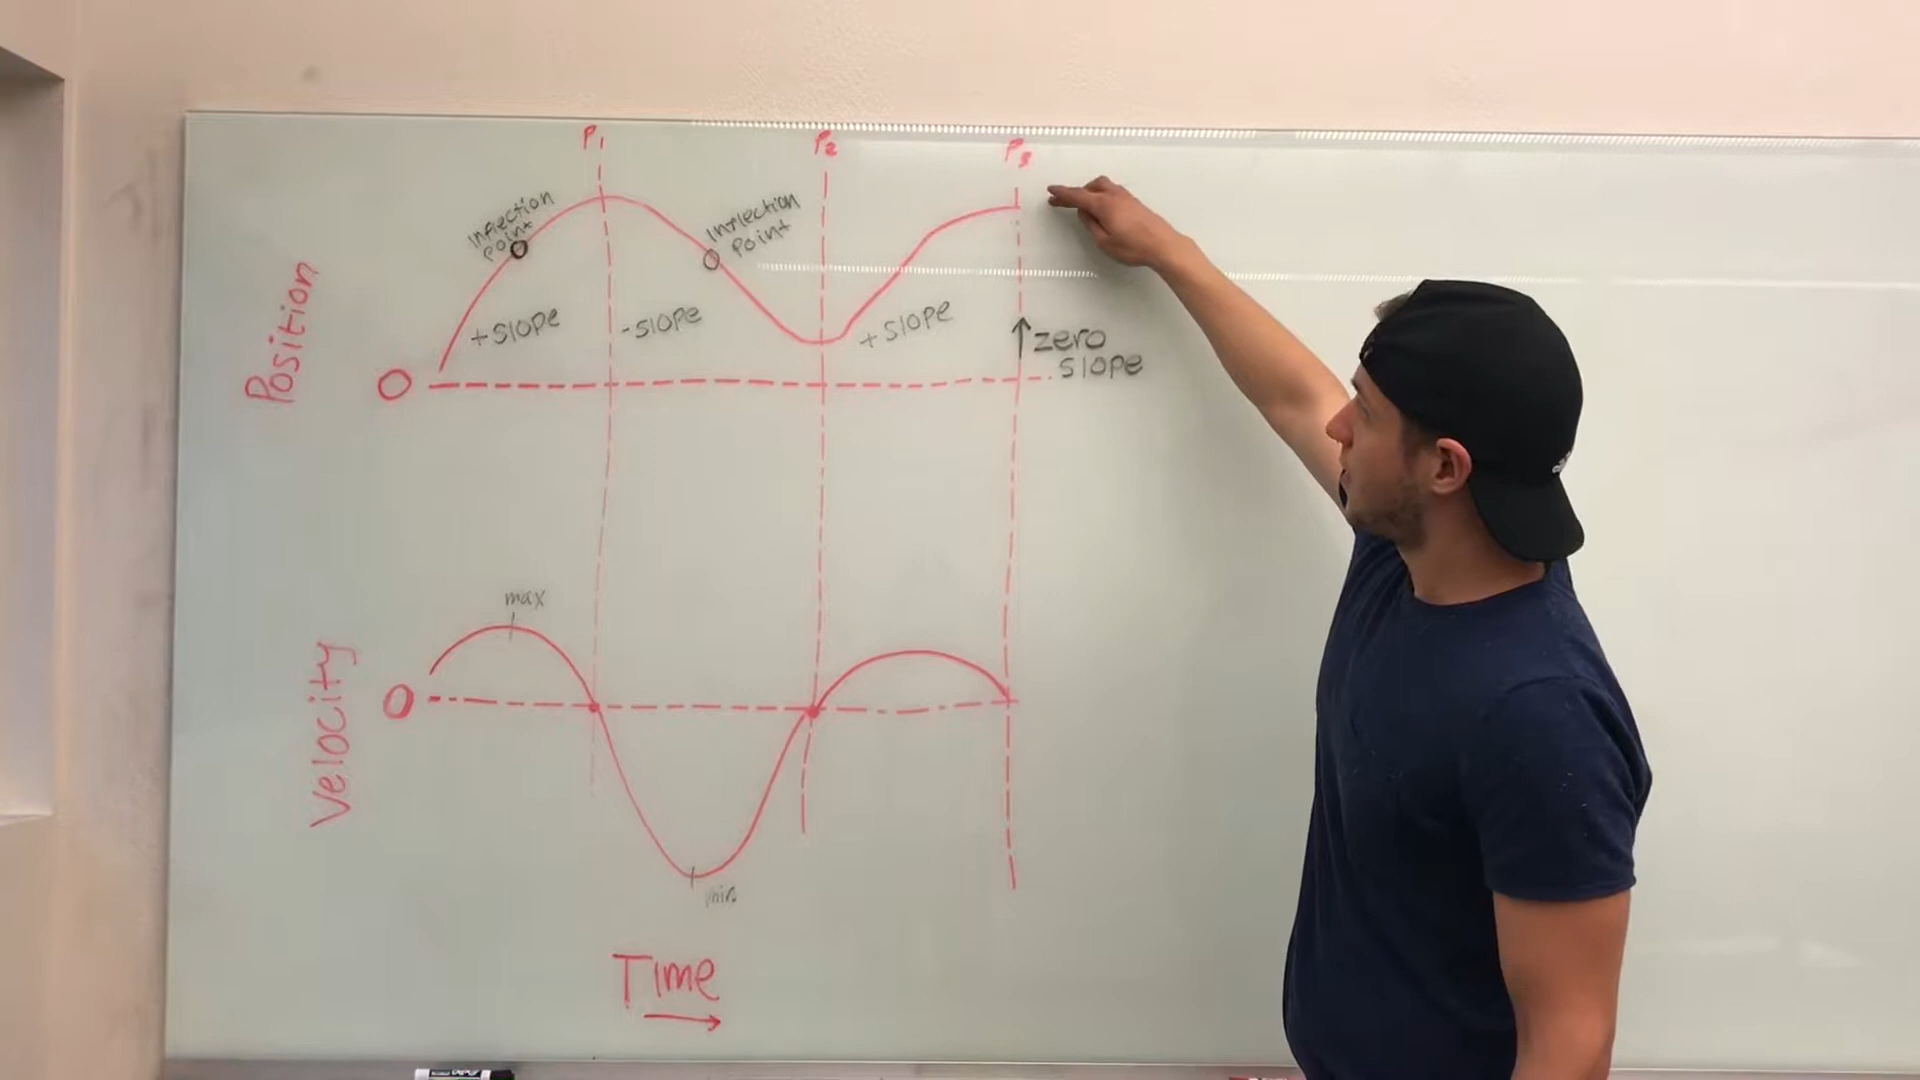 P1
P2
P3
Inflection
Point
Inflection
Point
Position
+ slope
- slope
+ slope
zero
slope
O
max
Velocity
O
min
Time